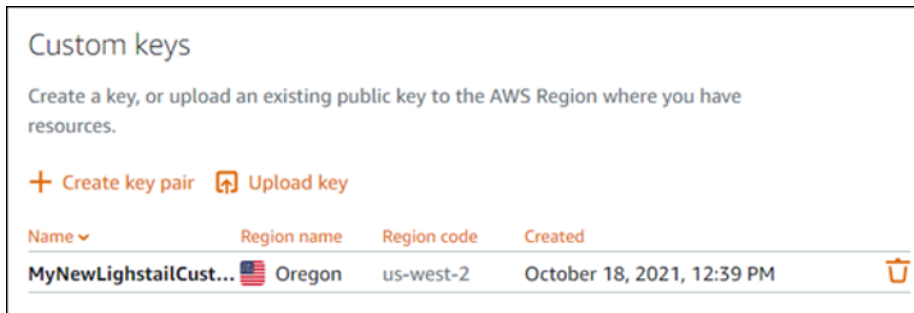 Custom keys
Create a key, or upload an existing public key to the AWS Region where you have
resources.
Create key pair Upload key
Name Region name Region code Created
MyNewLighstailCust... Oregon us-west-2 October 18, 2021, 12:39 PM